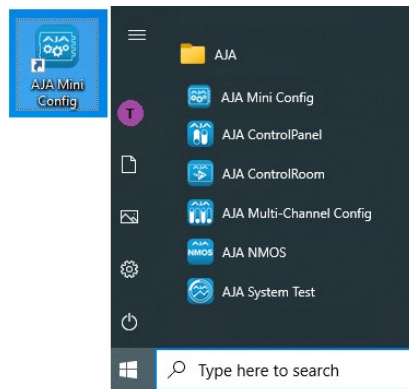 AJA Mini
Config
AJA
T
AJA Mini Config
AJA ControlPanel
AJA ControlRoom
AJA Multi-Channel Config
NMOS
AJA NMOS
AJA System Test
Type here to search